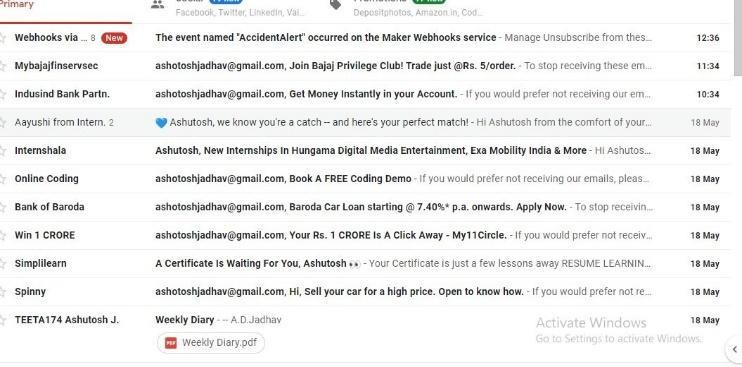 Primary
Facebook, Twitter, LinkedIn, Vai...
Depositphotos, Amazon.in, Cod...
Webhooks via ... 8 New The event named "AccidentAlert" occurred on the Maker Webhooks service - Manage Unsubscribe from thes... 12:36
Mybajajfinservsec ashotoshjadhav@gmail.com, Join Bajaj Privilege Club! Trade just @Rs. 5/order. - To stop receiving these em... 11:34
Indusind Bank Partn. ashotoshjadhav@gmail.com, Get Money Instantly in your Account. - If you would prefer not receiving our em... 10:34
Aayushi from Intern. 2 💙 Ashutosh, we know you're a catch -- and here's your perfect match! - Hi Ashutosh from the comfort of your... 18 May
Internshala Ashutosh, New Internships In Hungama Digital Media Entertainment, Exa Mobility India & More - Hi Ashutos... 18 May
Online Coding ashotoshjadhav@gmail.com, Book A FREE Coding Demo - If you would prefer not receiving our emails, pleas... 18 May
Bank of Baroda ashotoshjadhav@gmail.com, Baroda Car Loan starting @ 7.40%* p.a. onwards. Apply Now. - To stop receivin... 18 May
Win 1 CRORE ashotoshjadhav@gmail.com, Your Rs. 1 CRORE Is A Click Away - My11Circle. - If you would prefer not receiv... 18 May
Simplilearn A Certificate Is Waiting For You, Ashutosh 👀 - Your Certificate is just a few lessons away RESUME LEARNIN... 18 May
Spinny ashotoshjadhav@gmail.com, Hi, Sell your car for a high price. Open to know how. - If you would prefer not re... 18 May
TEETA174 Ashutosh J. Weekly Diary - -- A.D.Jadhav 18 May
PDF Weekly Diary.pdf
Activate Windows
Go to Settings to activate Windows.